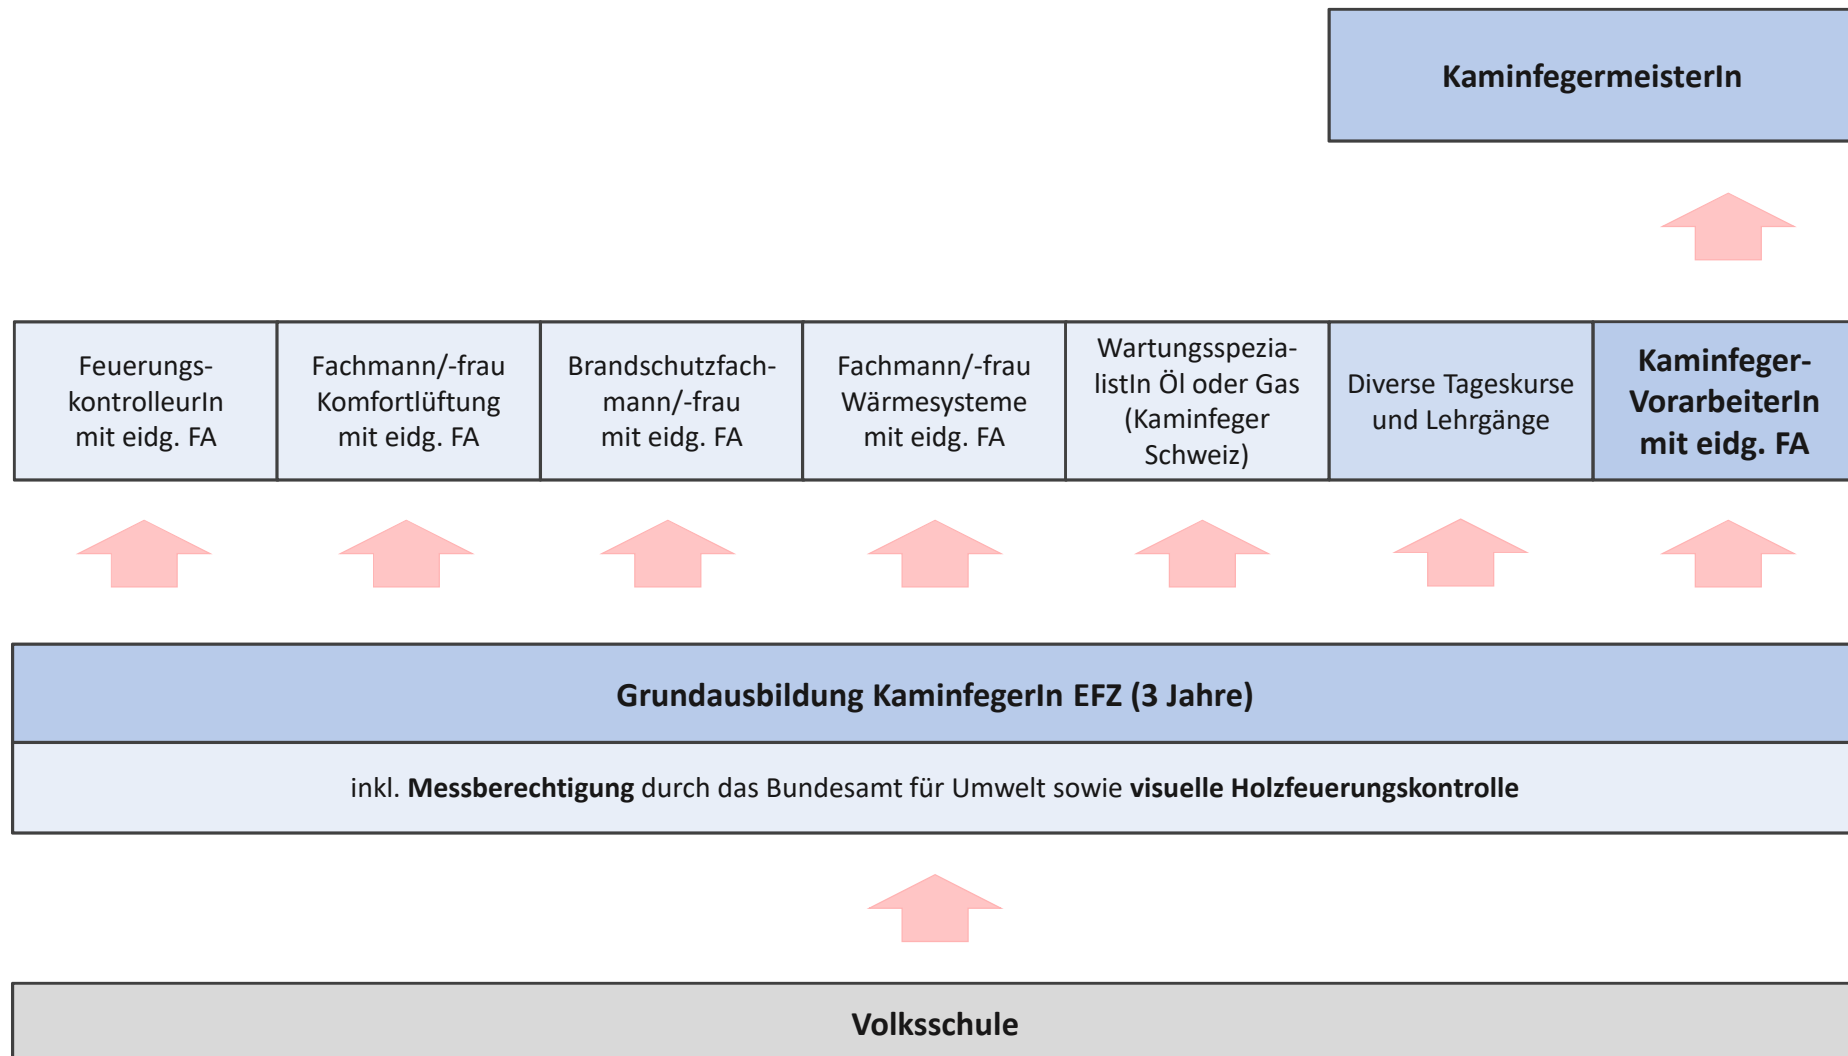 KaminfegermeisterIn
Feuerungs-
kontrolleurIn
mit eidg. FA
Fachmann/-frau
Komfortlüftung
mit eidg. FA
Brandschutzfach-
mann/-frau
mit eidg. FA
Fachmann/-frau
Wärmesysteme
mit eidg. FA
Wartungsspezia-
listIn Öl oder Gas
(Kaminfeger
Schweiz)
Diverse Tageskurse
und Lehrgänge
Kaminfeger-
VorarbeiterIn
mit eidg. FA
Grundausbildung KaminfegerIn EFZ (3 Jahre)
inkl. Messberechtigung durch das Bundesamt für Umwelt sowie visuelle Holzfeuerungskontrolle
Volksschule